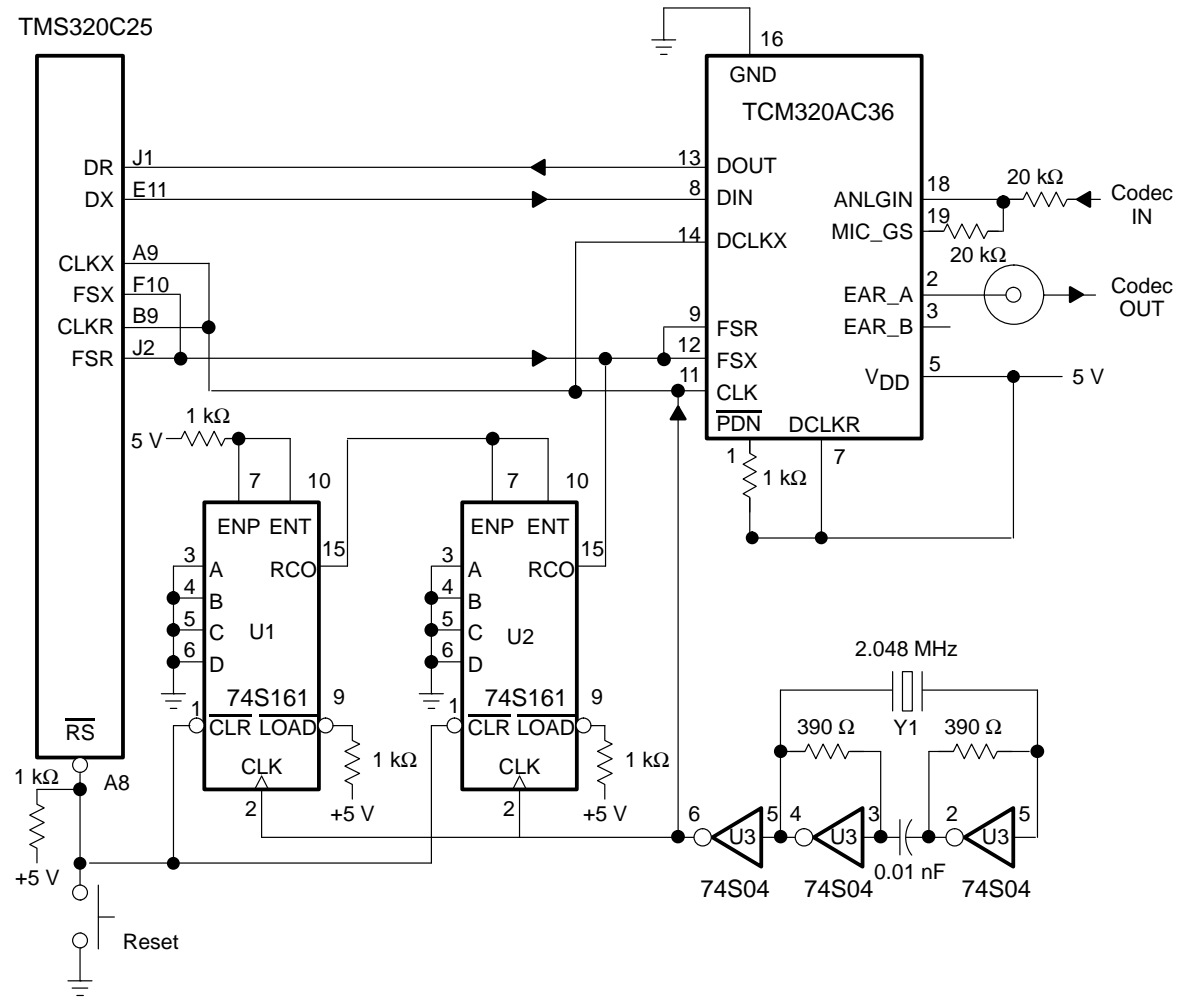 TMS320C25
16
GND
TCM320AC36
DR J1
13 DOUT
DX E11
8 DIN
ANLGIN 18
20 kΩ
Codec
IN
MIC_GS 19
20 kΩ
14 DCLKX
CLKX A9
FSX F10
CLKR B9
FSR J2
EAR_A 2
Codec
OUT
EAR_B 3
9 FSR
12 FSX
11 CLK
VDD 5
5 V
PDN DCLKR
1
7
1 kΩ
1 kΩ
5 V
7 10
7 10
ENP ENT
ENP ENT
15
15
3 A
RCO
3 A
RCO
4 B
4 B
5 C
U1
5 C
U2
6 D
6 D
2.048 MHz
Y1
390 Ω
390 Ω
74S161
74S161
1
9
1
9
CLR LOAD
CLR LOAD
RS
CLK
CLK
1 kΩ
1 kΩ
1 kΩ
A8
2
2
+5 V
+5 V
+5 V
6 U3 5
4 U3 3
2 U3 5
0.01 nF
74S04
74S04
74S04
Reset